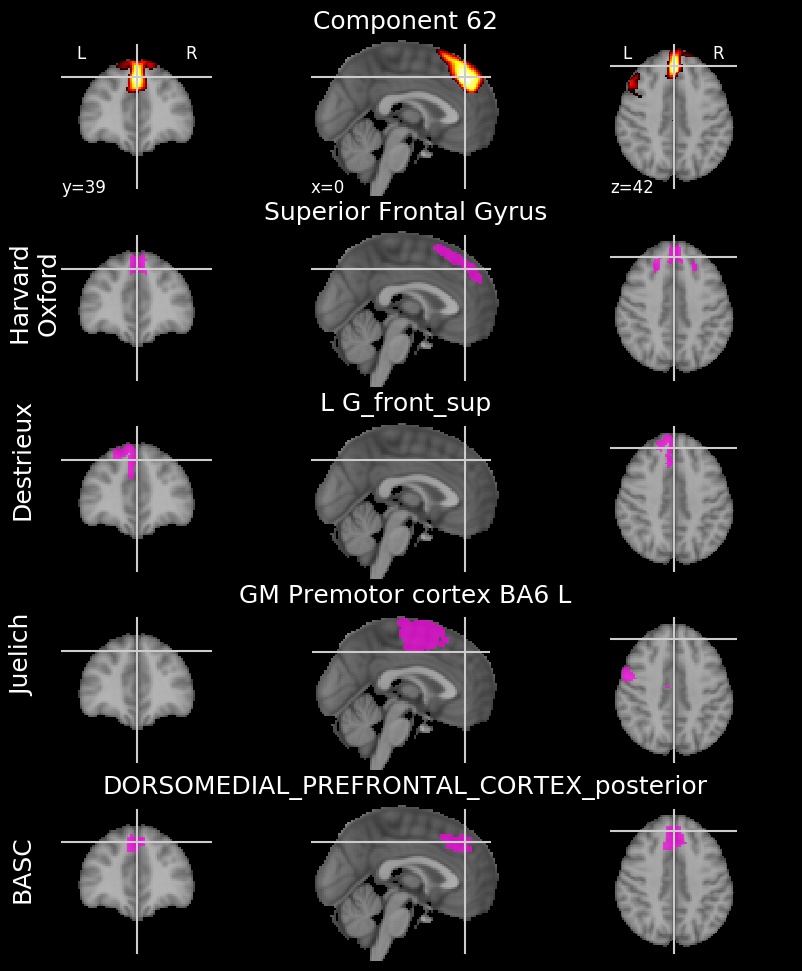 Component 62
L R L R
y=39 x=0 z=42
Superior Frontal Gyrus
Harvard
Oxford
L G_front_sup
Destrieux
GM Premotor cortex BA6 L
Juelich
DORSOMEDIAL_PREFRONTAL_CORTEX_posterior
BASC